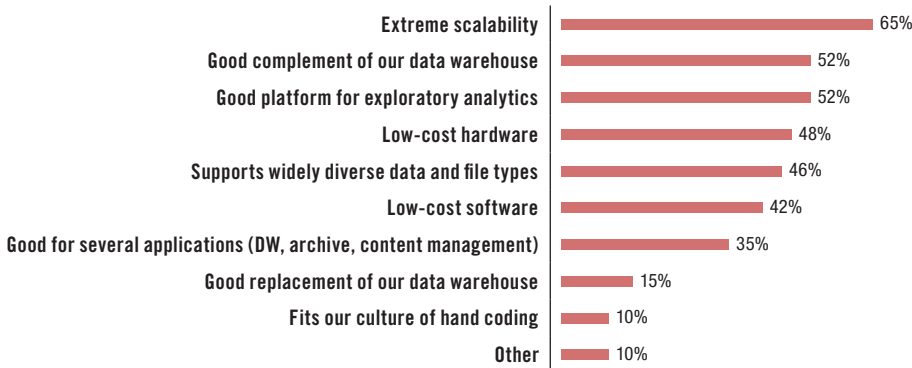 Extreme scalability 65%
Good complement of our data warehouse 52%
Good platform for exploratory analytics 52%
Low-cost hardware 48%
Supports widely diverse data and file types 46%
Low-cost software 42%
Good for several applications (DW, archive, content management) 35%
Good replacement of our data warehouse 15%
Fits our culture of hand coding 10%
Other 10%